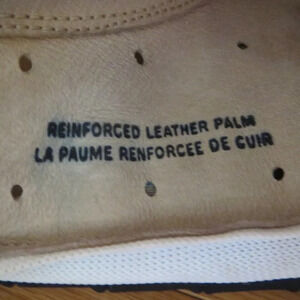 REINFORCED LEATHER PALM
LA PAUME RENFORCEE DE CUIR